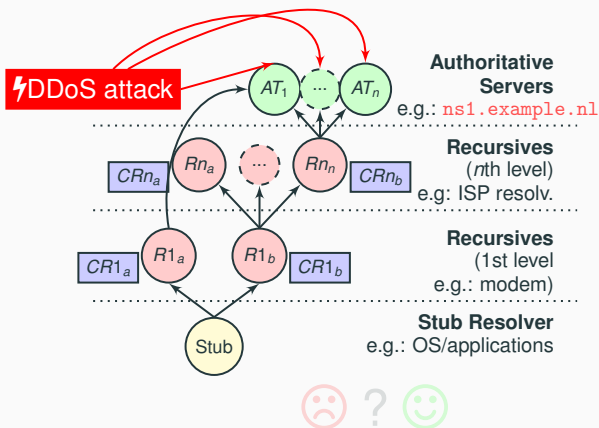 Authoritative
Servers
e.g.: ns1.example.nl
DDoS attack
AT1
...
ATn
Recursives
(nth level)
e.g: ISP resolv.
CRna
Rna
...
Rnn
CRnb
Recursives
(1st level
e.g.: modem)
CR1a
R1a
R1b
CR1b
Stub Resolver
e.g.: OS/applications
Stub
?